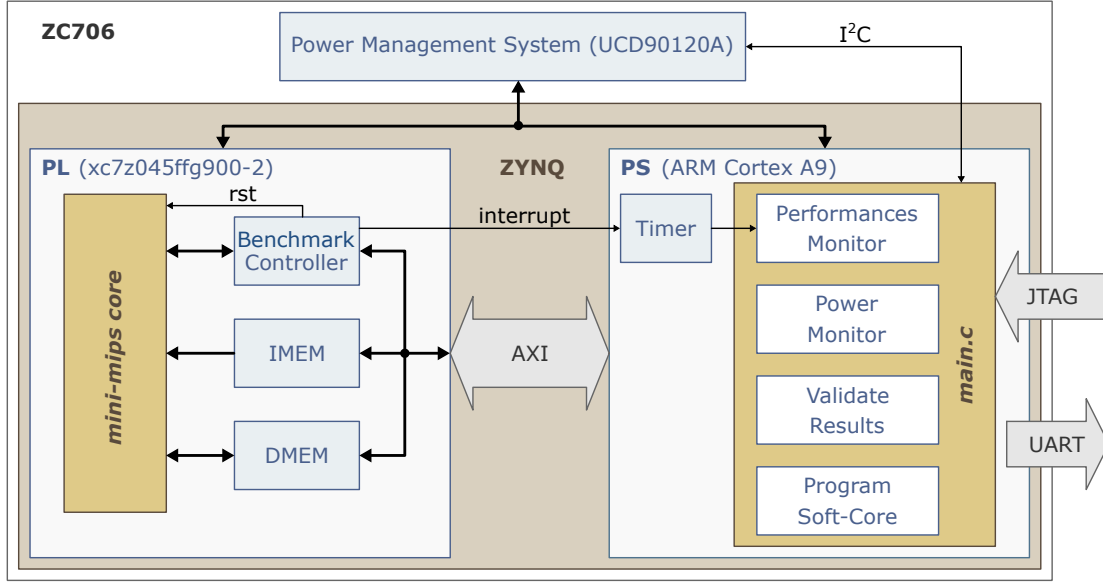 ZC706
Power Management System (UCD90120A)
I²C
PL (xc7z045ffg900-2)
ZYNQ
PS (ARM Cortex A9)
rst
mini-mips core
Benchmark
Controller
interrupt
Timer
Performances
Monitor
IMEM
AXI
Power
Monitor
main.c
JTAG
DMEM
Validate
Results
UART
Program
Soft-Core